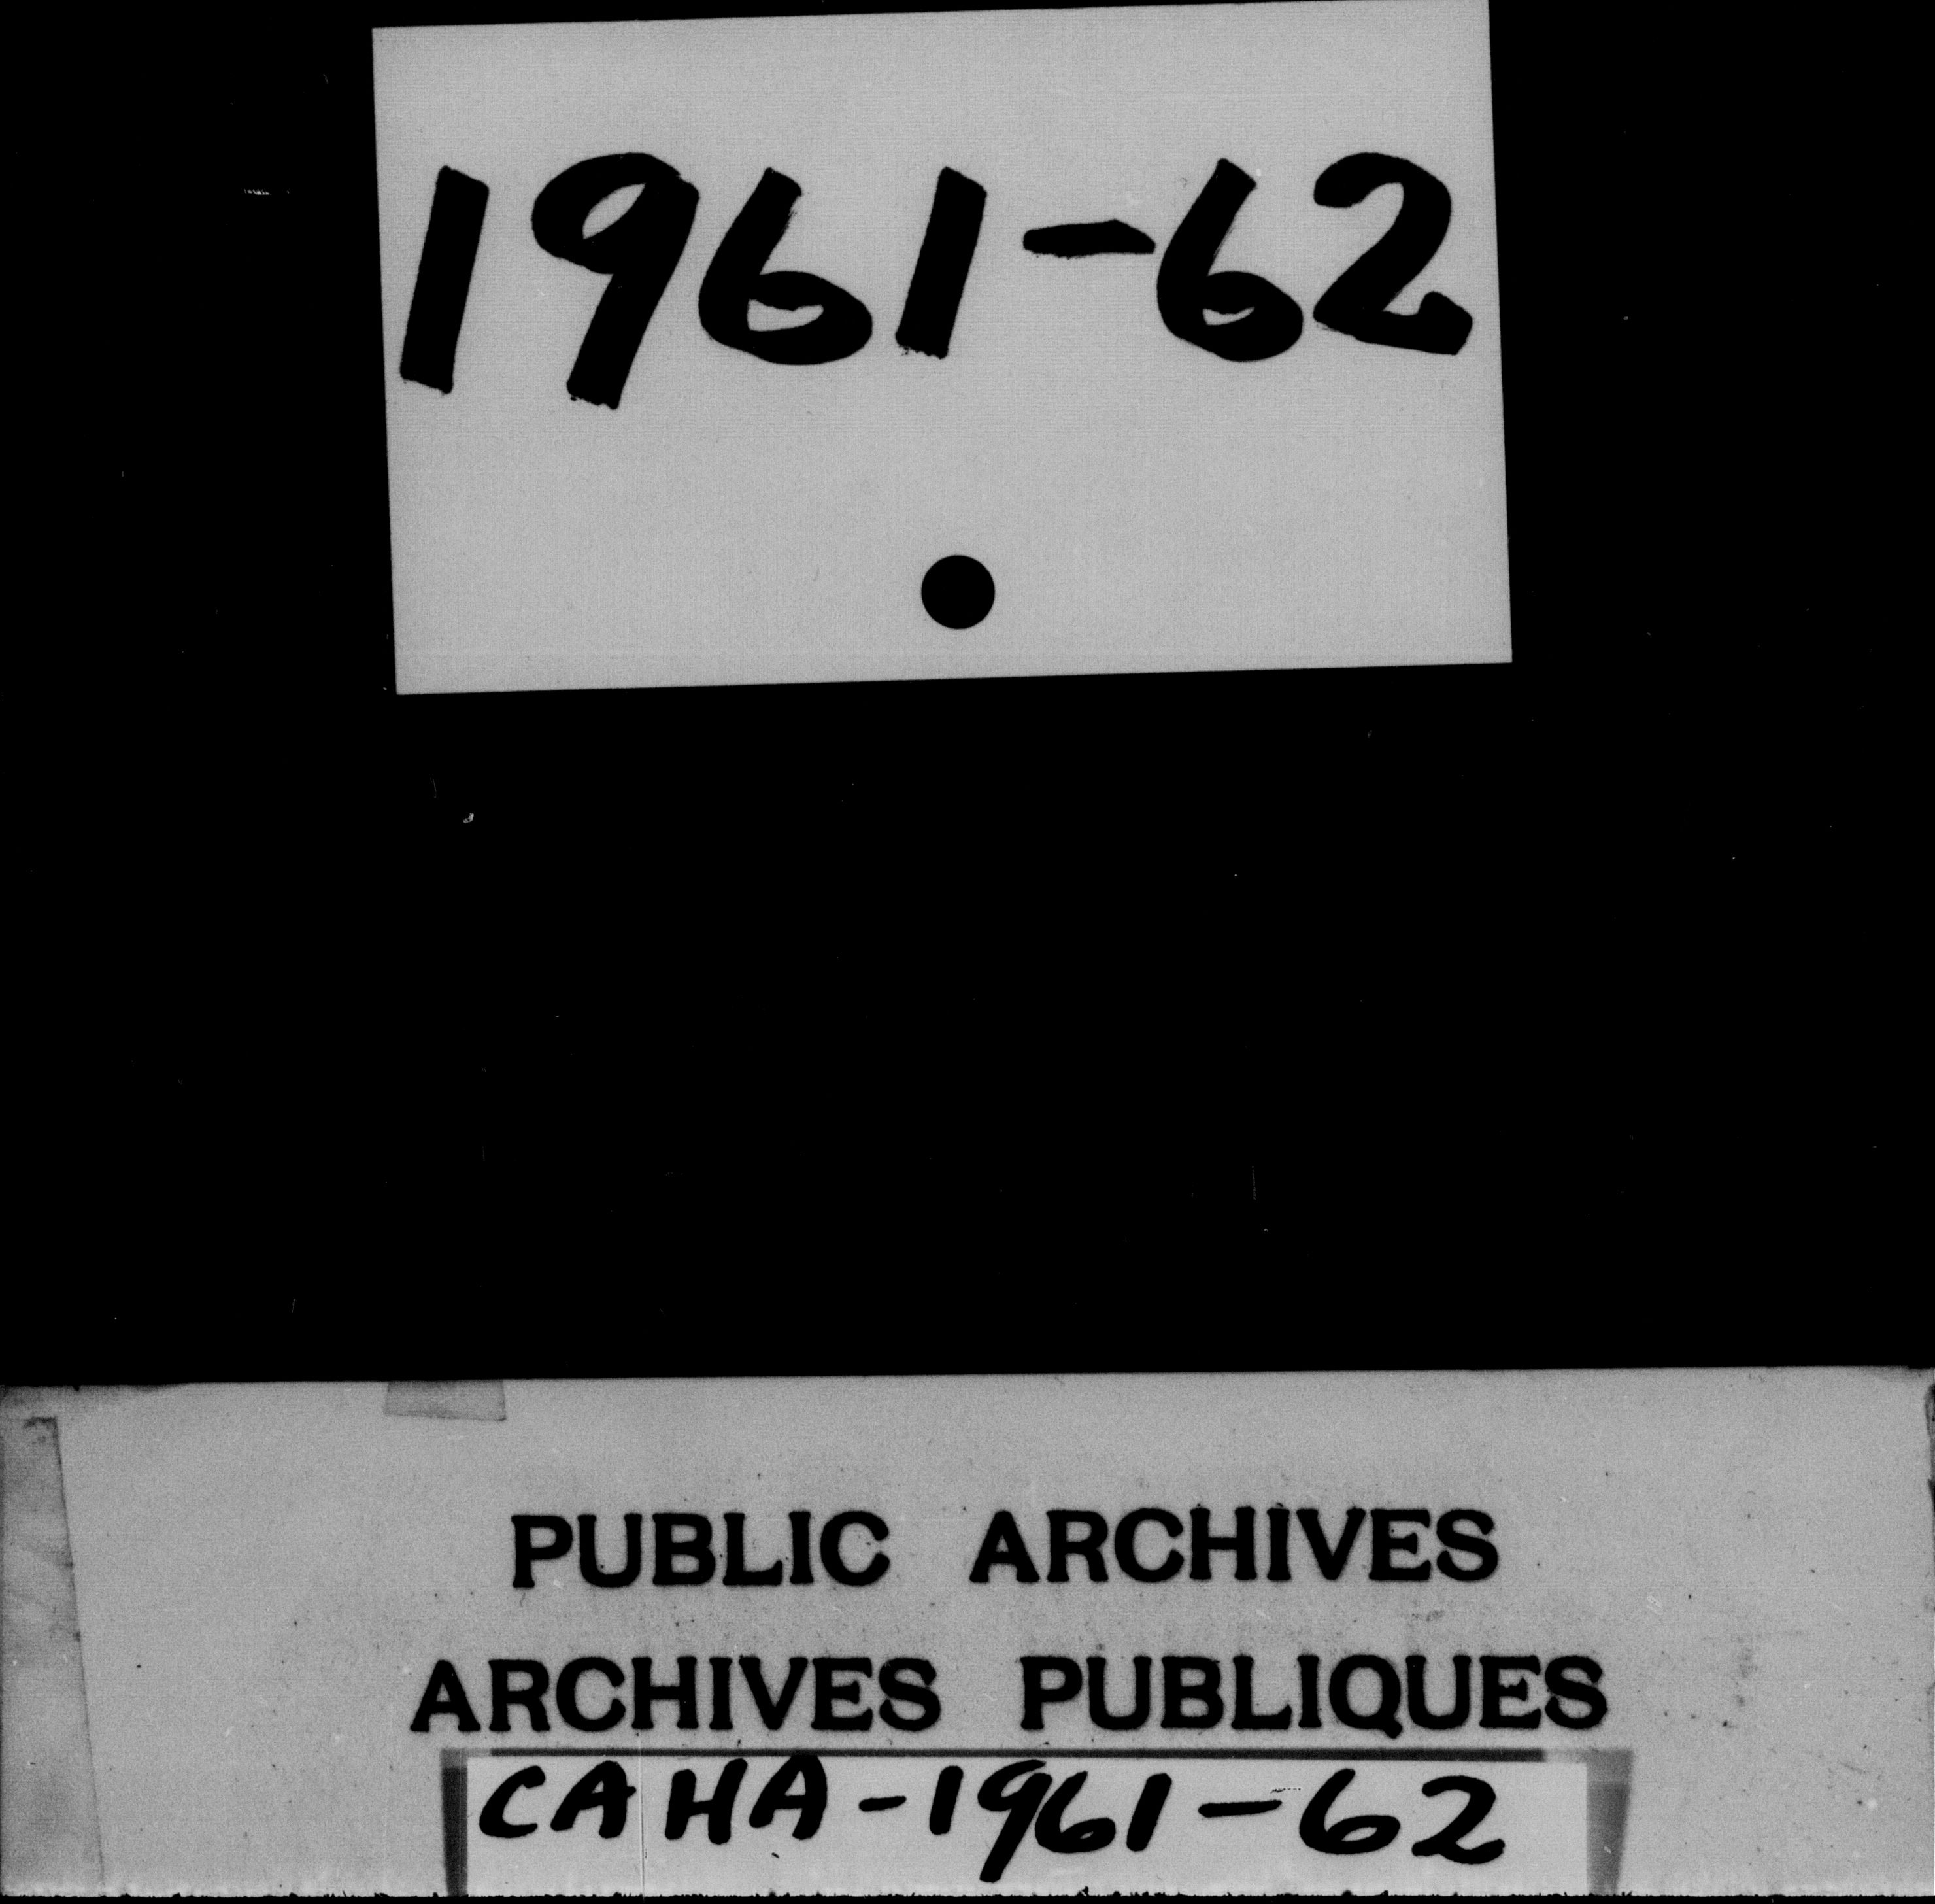 1961-62
PUBLIC ARCHIVES
ARCHIVES PUBLIQUES
CAHA-1961-62